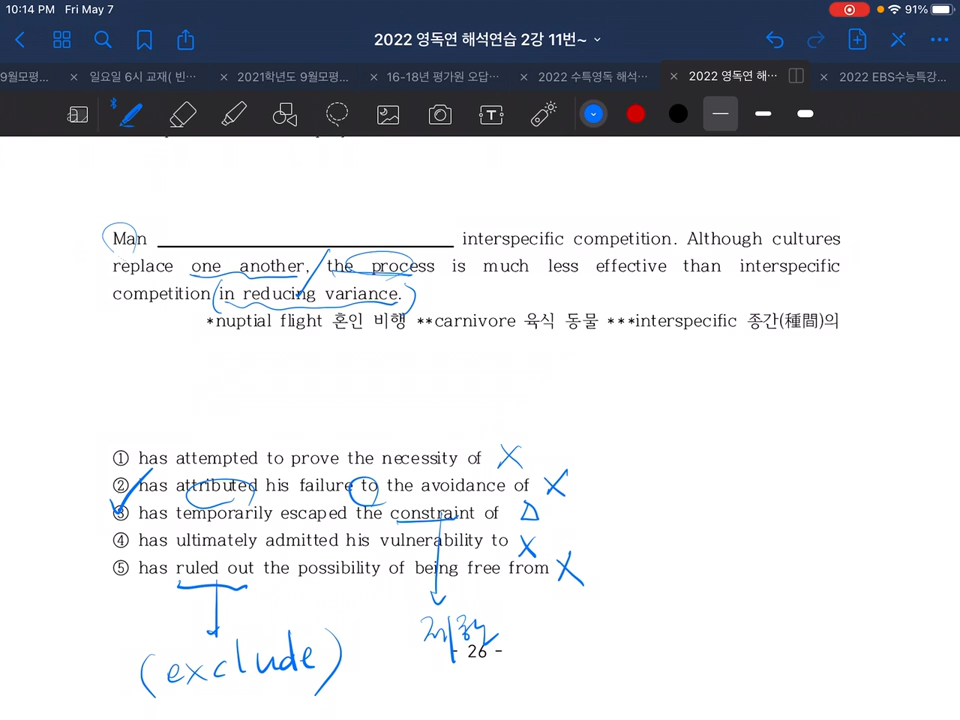 10:14 PM Fri May 7 91%
2022 영독연 해석연습 2강 11번~
9월모평... × 일요일 6시 교재( 빈... × 2021학년도 9월모평... × 16-18년 평가원 오답... × 2022 수특영독 해석... × 2022 영독연 해... × 2022 EBS수능특강...
Man ____________________ interspecific competition. Although cultures
replace one another, the process is much less effective than interspecific
competition in reducing variance.
*nuptial flight 혼인 비행 **carnivore 육식 동물 ***interspecific 종간(種間)의
① has attempted to prove the necessity of X
② has attributed his failure to the avoidance of X
③ has temporarily escaped the constraint of △
④ has ultimately admitted his vulnerability to X
⑤ has ruled out the possibility of being free from X
제한
(exclude)
- 26 -